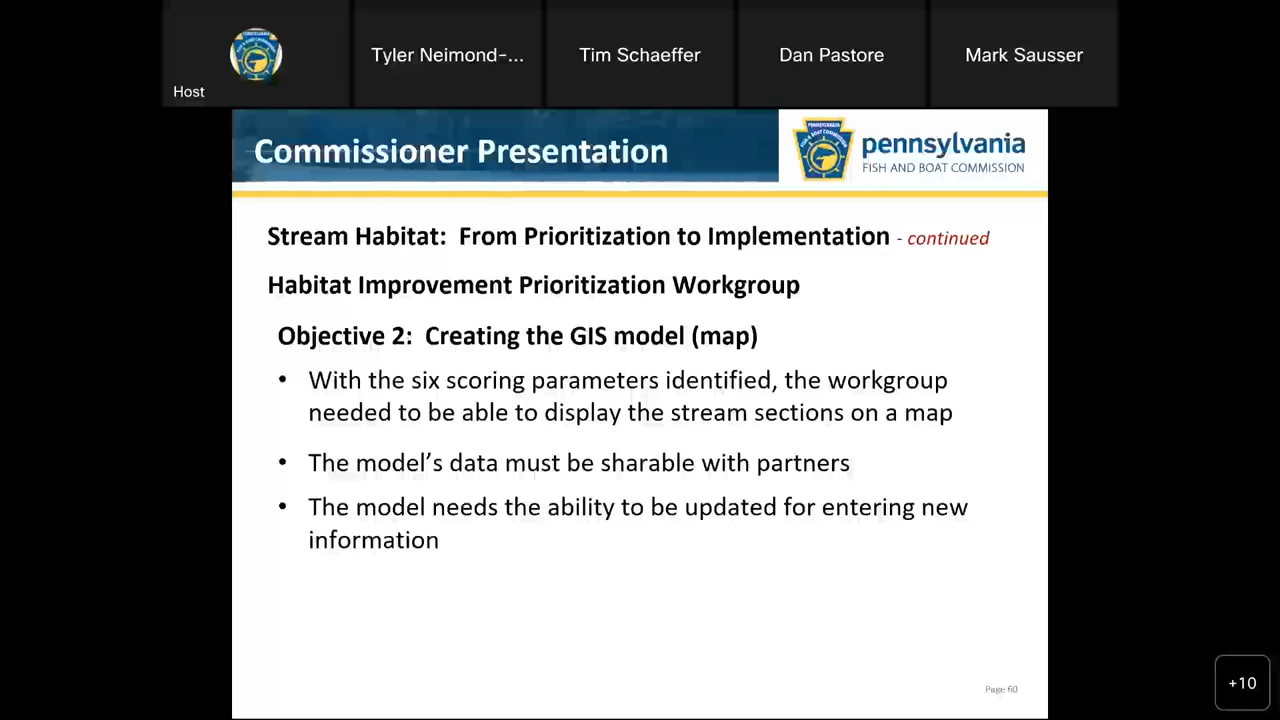 Host
Tyler Neimond-...
Tim Schaeffer
Dan Pastore
Mark Sausser
Commissioner Presentation
pennsylvania
FISH AND BOAT COMMISSION
Stream Habitat: From Prioritization to Implementation - continued
Habitat Improvement Prioritization Workgroup
Objective 2: Creating the GIS model (map)
• With the six scoring parameters identified, the workgroup
needed to be able to display the stream sections on a map
• The model’s data must be sharable with partners
• The model needs the ability to be updated for entering new
information
Page 60
+10